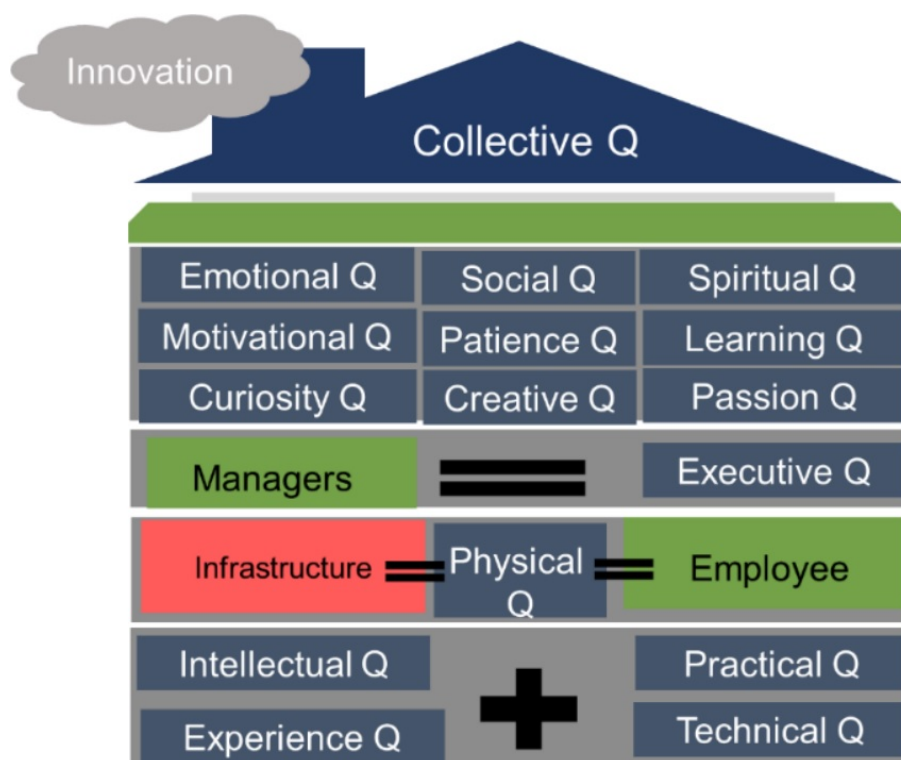 Innovation
Collective Q
Emotional Q
Social Q
Spiritual Q
Motivational Q
Patience Q
Learning Q
Curiosity Q
Creative Q
Passion Q
Managers
Executive Q
Infrastructure
Physical
Q
Employee
Intellectual Q
Practical Q
Experience Q
Technical Q